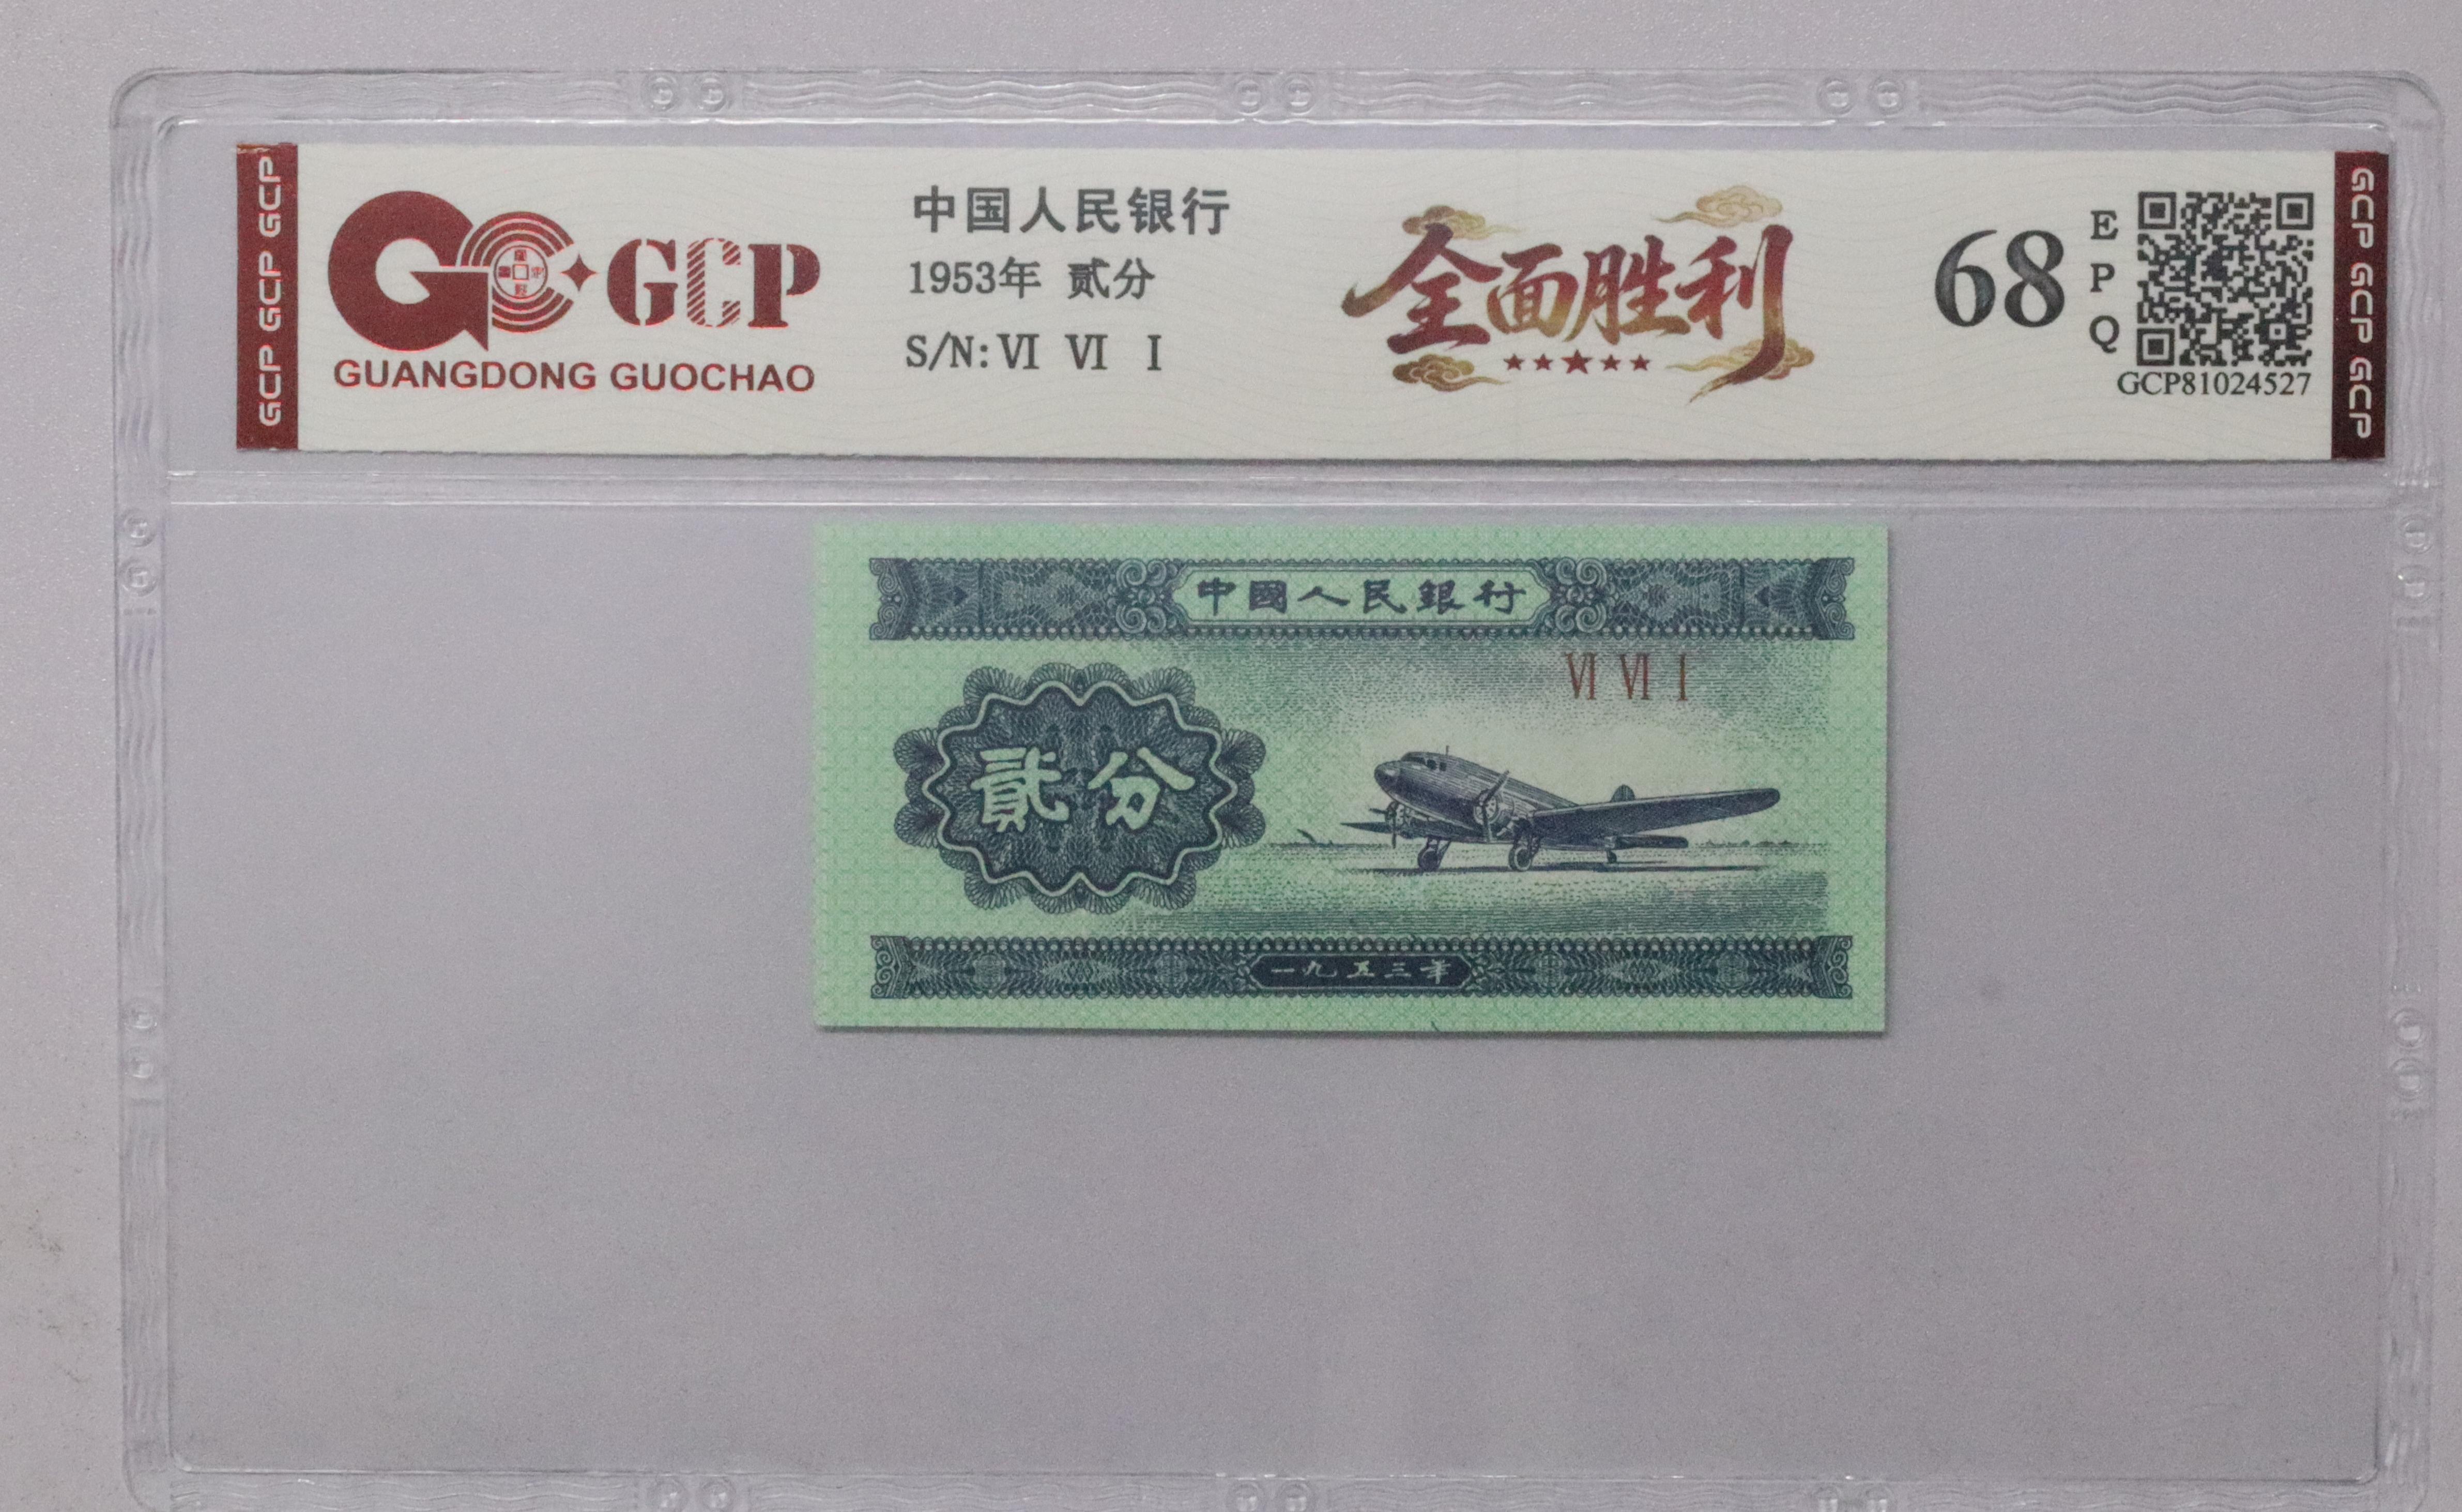 GCP GCP GCP
GCP
GUANGDONG GUOCHAO
中国人民银行
1953年 贰分
S/N: VI VI I
全面胜利
68
E
P
Q
GCP81024527
GCP GCP GCP
中國人民銀行
VI VI I
貳分
一九五三年